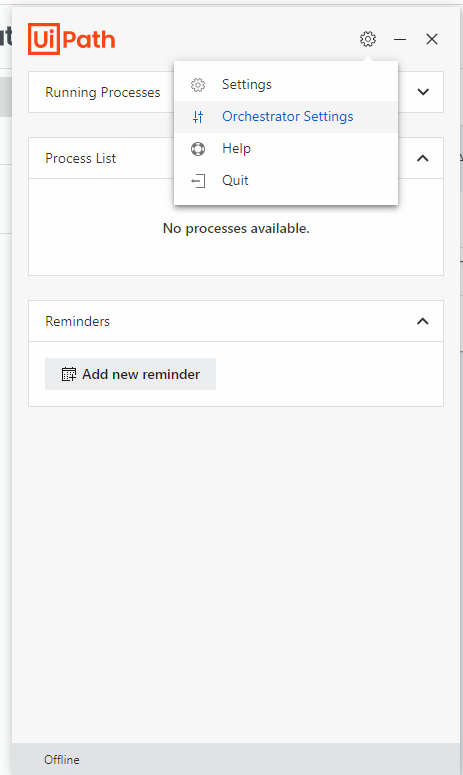 UiPath
Settings
Running Processes
Orchestrator Settings
Help
Process List
Quit
No processes available.
Reminders
Add new reminder
Offline